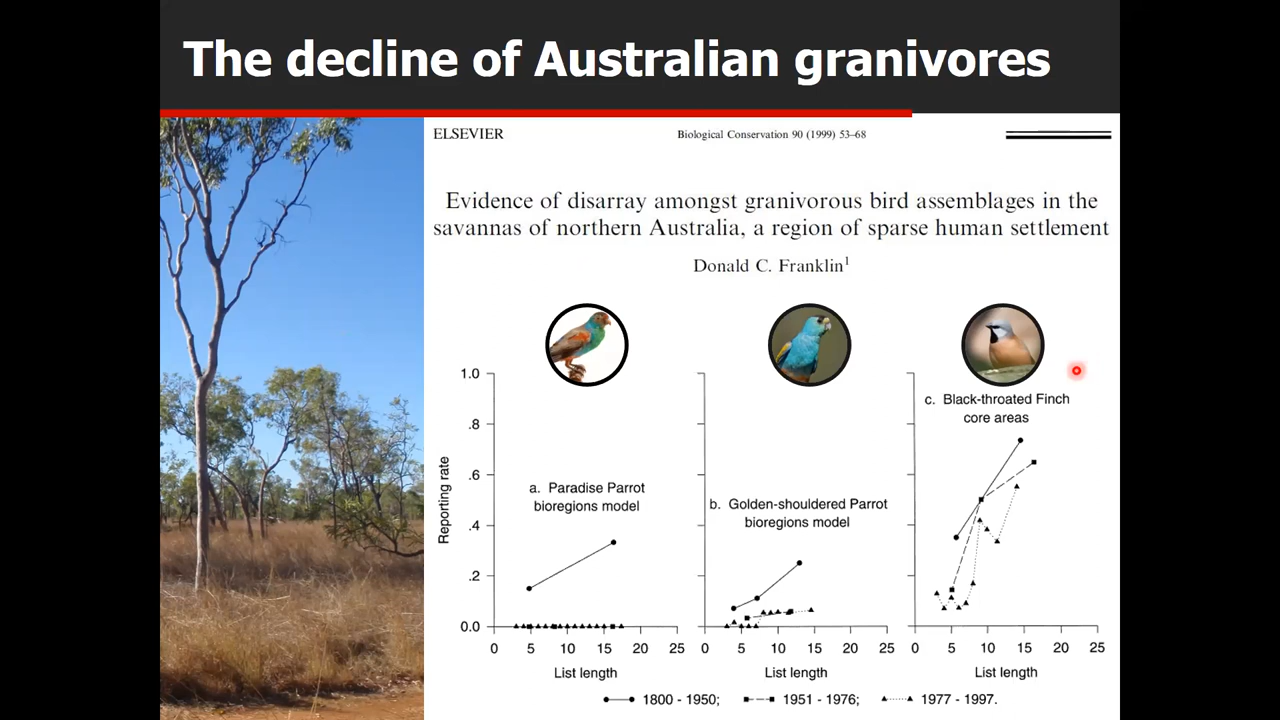 The decline of Australian granivores
ELSEVIER
Biological Conservation 90 (1999) 53–68
Evidence of disarray amongst granivorous bird assemblages in the
savannas of northern Australia, a region of sparse human settlement
Donald C. Franklin¹
Reporting rate
1.0
.8
.6
.4
.2
0.0
a. Paradise Parrot
bioregions model
0 5 10 15 20 25
List length
b. Golden-shouldered Parrot
bioregions model
0 5 10 15 20 25
List length
c. Black-throated Finch
core areas
0 5 10 15 20 25
List length
1800 - 1950; 1951 - 1976; 1977 - 1997.